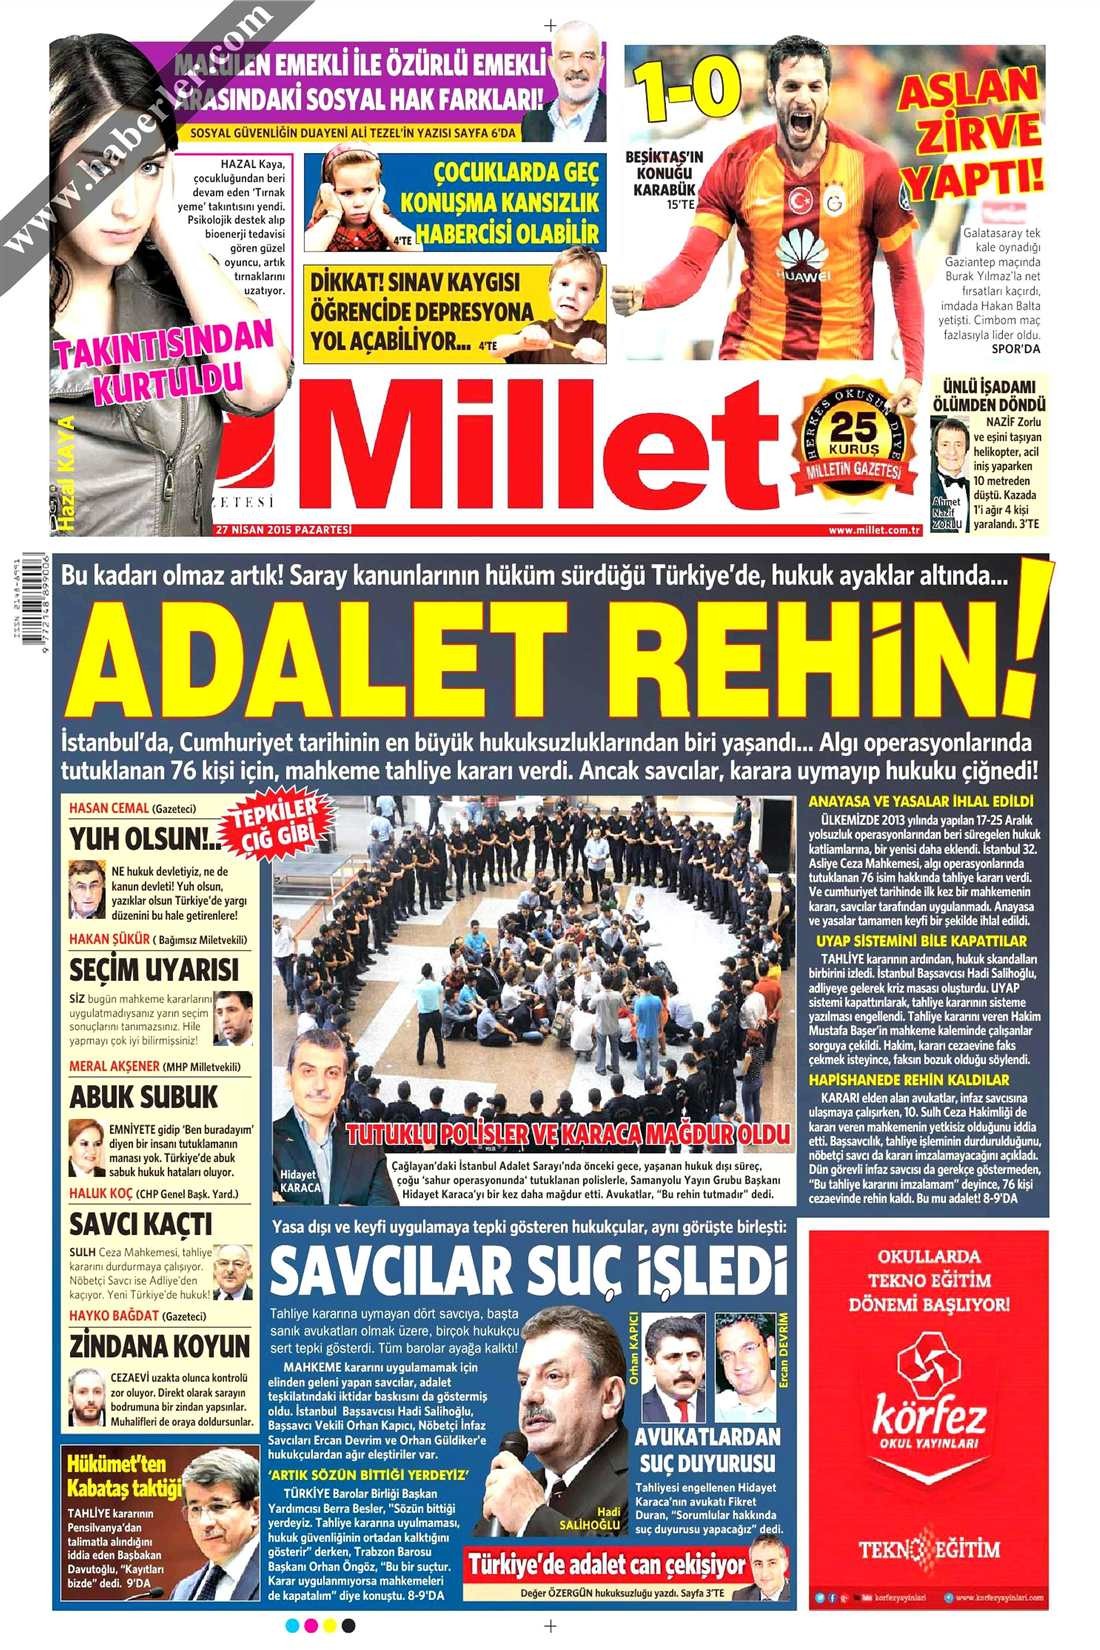 www.haberler.com
EMEKLİ İLE ÖZÜRLÜ EMEKLİ
ARASINDAKİ SOSYAL HAK FARKLARI!
SOSYAL GÜVENLİĞİN DUAYENİ ALİ TEZEL'İN YAZISI SAYFA 6'DA
HAZAL Kaya,
çocukluğundan beri
devam eden 'Tırnak
yeme' takıntısını yendi.
Psikolojik destek alıp
bioenerji tedavisi
gören güzel
oyuncu, artık
tırnaklarını
uzatıyor.
TAKINTISINDAN
KURTULDU
Hazal KAYA
ÇOCUKLARDA GEÇ
KONUŞMA KANSIZLIK
4'TE HABERCİSİ OLABİLİR
DİKKAT! SINAV KAYGISI
ÖĞRENCİDE DEPRESYONA
YOL AÇABİLİYOR... 4'TE
1-0
BEŞİKTAŞ'IN
KONUĞU
KARABÜK
15'TE
HUAWEI
ASLAN
ZİRVE
YAPTI!
Galatasaray tek
kale oynadığı
Gaziantep maçında
Burak Yılmaz'la net
fırsatları kaçırdı,
imdada Hakan Balta
yetişti. Cimbom maç
fazlasıyla lider oldu.
SPOR'DA
Millet
ZETESİ
HERKES OKUSUN DİYE
25
KURUŞ
MİLLETİN GAZETESİ
27 NİSAN 2015 PAZARTESİ
www.millet.com.tr
ÜNLÜ İŞADAMI
ÖLÜMDEN DÖNDÜ
NAZİF Zorlu
ve eşini taşıyan
helikopter, acil
iniş yaparken
10 metreden
düştü. Kazada
1'i ağır 4 kişi
yaralandı. 3'TE
Ahmet
Nazif
ZORLU
ISSN 2148-8991
9 772148 899006
Bu kadarı olmaz artık! Saray kanunlarının hüküm sürdüğü Türkiye'de, hukuk ayaklar altında...
ADALET REHiN!
İstanbul'da, Cumhuriyet tarihinin en büyük hukuksuzluklarından biri yaşandı... Algı operasyonlarında
tutuklanan 76 kişi için, mahkeme tahliye kararı verdi. Ancak savcılar, karara uymayıp hukuku çiğnedi!
TEPKİLER
ÇIĞ GİBİ
HASAN CEMAL (Gazeteci)
YUH OLSUN!..
NE hukuk devletiyiz, ne de
kanun devleti! Yuh olsun,
yazıklar olsun Türkiye'de yargı
düzenini bu hale getirenlere!
HAKAN ŞÜKÜR ( Bağımsız Miletvekili)
SEÇİM UYARISI
SİZ bugün mahkeme kararlarını
uygulatmadıysanız yarın seçim
sonuçlarını tanımazsınız. Hile
yapmayı çok iyi bilirmişsiniz!
MERAL AKŞENER (MHP Milletvekili)
ABUK SUBUK
EMNİYETE gidip 'Ben buradayım'
diyen bir insanı tutuklamanın
manası yok. Türkiye'de abuk
sabuk hukuk hataları oluyor.
HALUK KOÇ (CHP Genel Başk. Yard.)
SAVCI KAÇTI
SULH Ceza Mahkemesi, tahliye
kararını durdurmaya çalışıyor.
Nöbetçi Savcı ise Adliye'den
kaçıyor. Yeni Türkiye'de hukuk!
HAYKO BAĞDAT (Gazeteci)
ZİNDANA KOYUN
CEZAEVİ uzakta olunca kontrolü
zor oluyor. Direkt olarak sarayın
bodrumuna bir zindan yapsınlar.
Muhalifleri de oraya doldursunlar.
Hükümet'ten
Kabataş taktiği
TAHLİYE kararının
Pensilvanya'dan
talimatla alındığını
iddia eden Başbakan
Davutoğlu, "Kayıtları
bizde" dedi. 9'DA
Hidayet
KARACA
TUTUKLU POLİSLER VE KARACA MAĞDUR OLDU
Çağlayan'daki İstanbul Adalet Sarayı'nda önceki gece, yaşanan hukuk dışı süreç,
çoğu 'sahur operasyonunda' tutuklanan polislerle, Samanyolu Yayın Grubu Başkanı
Hidayet Karaca'yı bir kez daha mağdur etti. Avukatlar, "Bu rehin tutmadır" dedi.
ANAYASA VE YASALAR İHLAL EDİLDİ
ÜLKEMİZDE 2013 yılında yapılan 17-25 Aralık
yolsuzluk operasyonlarından beri süregelen hukuk
katliamlarına, bir yenisi daha eklendi. İstanbul 32.
Asliye Ceza Mahkemesi, algı operasyonlarında
tutuklanan 76 isim hakkında tahliye kararı verdi.
Ve cumhuriyet tarihinde ilk kez bir mahkemenin
kararı, savcılar tarafından uygulanmadı. Anayasa
ve yasalar tamamen keyfi bir şekilde ihlal edildi.
UYAP SİSTEMİNİ BİLE KAPATTILAR
TAHLİYE kararının ardından, hukuk skandalları
birbirini izledi. İstanbul Başsavcısı Hadi Salihoğlu,
adliyeye gelerek kriz masası oluşturdu. UYAP
sistemi kapattırılarak, tahliye kararının sisteme
yazılması engellendi. Tahliye kararını veren Hakim
Mustafa Başer'in mahkeme kaleminde çalışanlar
sorguya çekildi. Hakim, kararı cezaevine faks
çekmek isteyince, faksın bozuk olduğu söylendi.
HAPİSHANEDE REHİN KALDILAR
KARARI elden alan avukatlar, infaz savcısına
ulaşmaya çalışırken, 10. Sulh Ceza Hakimliği de
karar veren mahkemenin yetkisiz olduğunu iddia
etti. Başsavcılık, tahliye işleminin durdurulduğunu,
nöbetçi savcı da kararı imzalamayacağını açıkladı.
Dün görevli infaz savcısı da gerekçe göstermeden,
"Bu tahliye kararını imzalamam" deyince, 76 kişi
cezaevinde rehin kaldı. Bu mu adalet! 8-9'DA
Yasa dışı ve keyfi uygulamaya tepki gösteren hukukçular, aynı görüşte birleşti:
SAVCILAR SUÇ iŞLEDi
Tahliye kararına uymayan dört savcıya, başta
sanık avukatları olmak üzere, birçok hukukçu
sert tepki gösterdi. Tüm barolar ayağa kalktı!
MAHKEME kararını uygulamamak için
elinden geleni yapan savcılar, adalet
teşkilatındaki iktidar baskısını da göstermiş
oldu. İstanbul Başsavcısı Hadi Salihoğlu,
Başsavcı Vekili Orhan Kapıcı, Nöbetçi İnfaz
Savcıları Ercan Devrim ve Orhan Güldiker'e
hukukçulardan ağır eleştiriler var.
'ARTIK SÖZÜN BİTTİĞİ YERDEYİZ'
TÜRKİYE Barolar Birliği Başkan
Yardımcısı Berra Besler, "Sözün bittiği
yerdeyiz. Tahliye kararına uyulmaması,
hukuk güvenliğinin ortadan kalktığını
gösterir" derken, Trabzon Barosu
Başkanı Orhan Öngöz, "Bu bir suçtur.
Karar uygulanmıyorsa mahkemeleri
de kapatalım" diye konuştu. 8-9'DA
Hadi
SALİHOĞLU
Orhan KAPICI
Ercan DEVRİM
AVUKATLARDAN
SUÇ DUYURUSU
Tahliyesi engellenen Hidayet
Karaca'nın avukatı Fikret
Duran, "Sorumlular hakkında
suç duyurusu yapacağız" dedi.
Türkiye'de adalet can çekişiyor
Değer ÖZERGÜN hukuksuzluğu yazdı. Sayfa 3'TE
OKULLARDA
TEKNO EĞİTİM
DÖNEMİ BAŞLIYOR!
körfez
OKUL YAYINLARI
TEKNO EĞİTİM
korfezyayinlari
www.korfezyayinlari.com